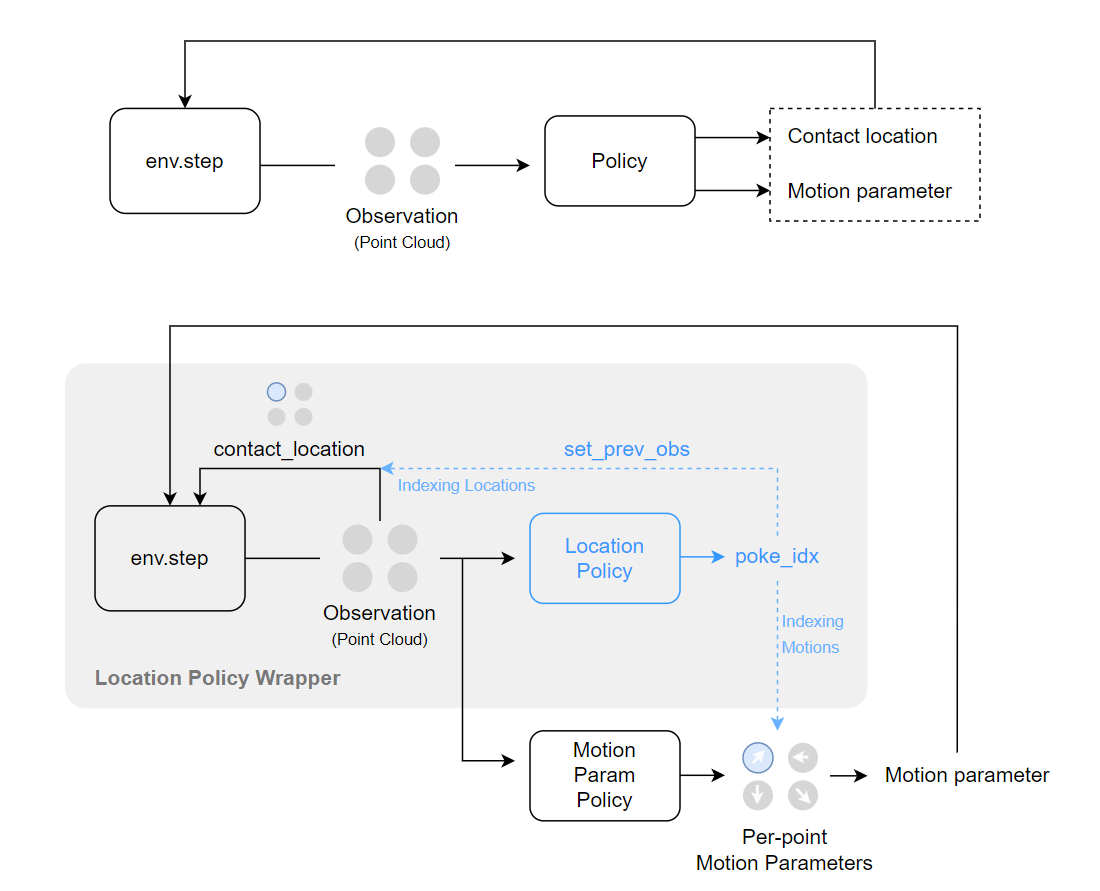 env.step
Observation
(Point Cloud)
Policy
Contact location
Motion parameter
contact_location
set_prev_obs
Indexing Locations
env.step
Observation
(Point Cloud)
Location
Policy
poke_idx
Indexing
Motions
Location Policy Wrapper
Motion
Param
Policy
Per-point
Motion Parameters
Motion parameter